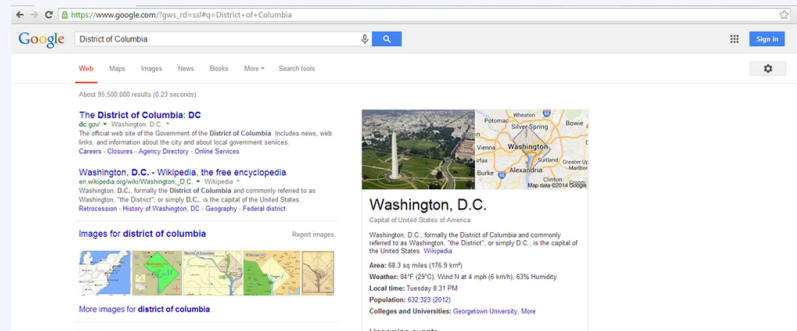 https://www.google.com/?gws_rd=ssl#q=District+of+Columbia
Google
District of Columbia
Sign in
Web Maps Images News Books More Search tools
About 95,500,000 results (0.23 seconds)
The District of Columbia: DC
dc.gov/ Washington, D.C.
The official web site of the Government of the District of Columbia. Includes news, web
links, and information about the city and about local government services.
Careers - Closures - Agency Directory - Online Services
Washington, D.C. - Wikipedia, the free encyclopedia
en.wikipedia.org/wiki/Washington,_D.C. Wikipedia
Washington, D.C., formally the District of Columbia and commonly referred to as
Washington, "the District", or simply D.C., is the capital of the United States.
Retrocession - History of Washington, DC - Geography - Federal district
Images for district of columbia
Report images
More images for district of columbia
Potomac
Wheaton
Silver Spring
Bowie
Vienna
Washington
irfax
Suitland
Greater Up
Marlbor
Burke
Alexandria
Clinton
Map data ©2014 Google
Washington, D.C.
Capital of United States of America
Washington, D.C., formally the District of Columbia and commonly
referred to as Washington, "the District", or simply D.C., is the capital of
the United States. Wikipedia
Area: 68.3 sq miles (176.9 km²)
Weather: 84°F (29°C), Wind N at 4 mph (6 km/h), 63% Humidity
Local time: Tuesday 8:31 PM
Population: 632,323 (2012)
Colleges and Universities: Georgetown University, More
Upcoming events